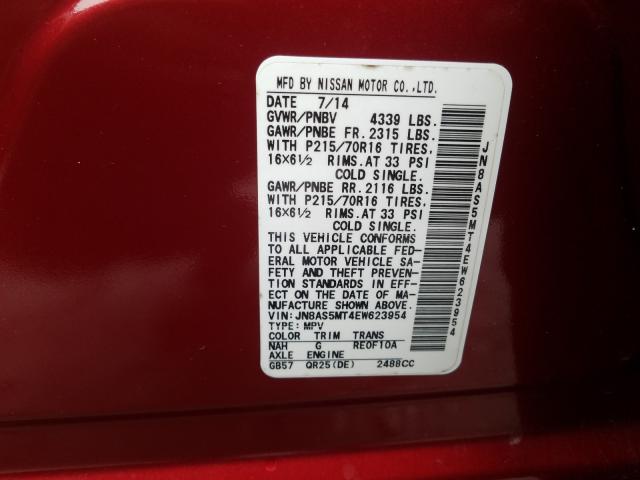 MFD BY NISSAN MOTOR CO.,LTD.
DATE 7/14
GVWR/PNBV 4339 LBS.
GAWR/PNBE FR. 2315 LBS.
WITH P215/70R16 TIRES.
16×6½ RIMS.AT 33 PSI
COLD SINGLE.
GAWR/PNBE RR. 2116 LBS.
WITH P215/70R16 TIRES.
16×6½ RIMS.AT 33 PSI
COLD SINGLE.
THIS VEHICLE CONFORMS
TO ALL APPLICABLE FED-
ERAL MOTOR VEHICLE SA-
FETY AND THEFT PREVEN-
TION STANDARDS IN EFFECT
ON THE DATE OF MA-
NUFACTURE SHOWN ABOVE.
VIN: JN8AS5MT4EW623954
TYPE: MPV
COLOR TRIM TRANS
NAH G RE0F10A
AXLE ENGINE
GB57 QR25(DE) 2488CC
JN8AS5MT4EW623954